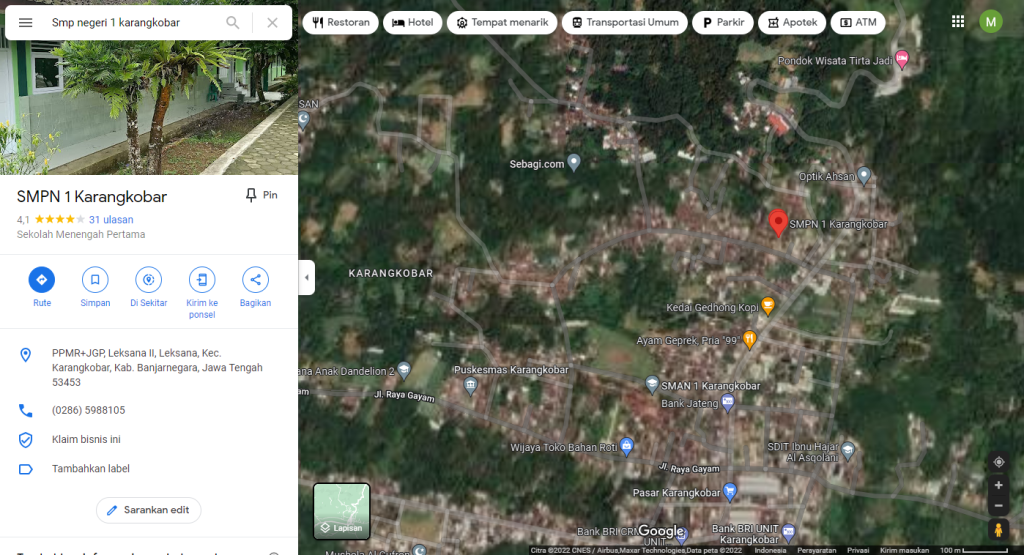 Smp negeri 1 karangkobar
SMPN 1 Karangkobar
Pin
4,1
31 ulasan
Sekolah Menengah Pertama
Rute
Simpan
Di Sekitar
Kirim ke
ponsel
Bagikan
PPMR+JGP, Leksana II, Leksana, Kec.
Karangkobar, Kab. Banjarnegara, Jawa Tengah
53453
(0286) 5988105
Klaim bisnis ini
Tambahkan label
Sarankan edit
Restoran
Hotel
Tempat menarik
Transportasi Umum
Parkir
Apotek
ATM
M
Pondok Wisata Tirta Jadi
SAN
Sebagi.com
Optik Ahsan
SMPN 1 Karangkobar
KARANGKOBAR
Kedai Gedhong Kopi
Ayam Geprek, Pria "99"
ana Anak Dandelion 2
Puskesmas Karangkobar
Jl. Raya Gayam
SMAN 1 Karangkobar
Bank Jateng
Wijaya Toko Bahan Roti
SDIT Ibnu Hajar
Al Asqolani
Jl. Raya Gayam
Pasar Karangkobar
Lapisan
Bank BRI CRM
UNIT
Google
Bank BRI UNIT
Karangkobar
Citra ©2022 CNES / Airbus,Maxar Technologies,Data peta ©2022
Indonesia
Persyaratan
Privasi
Kirim masukan
100 m